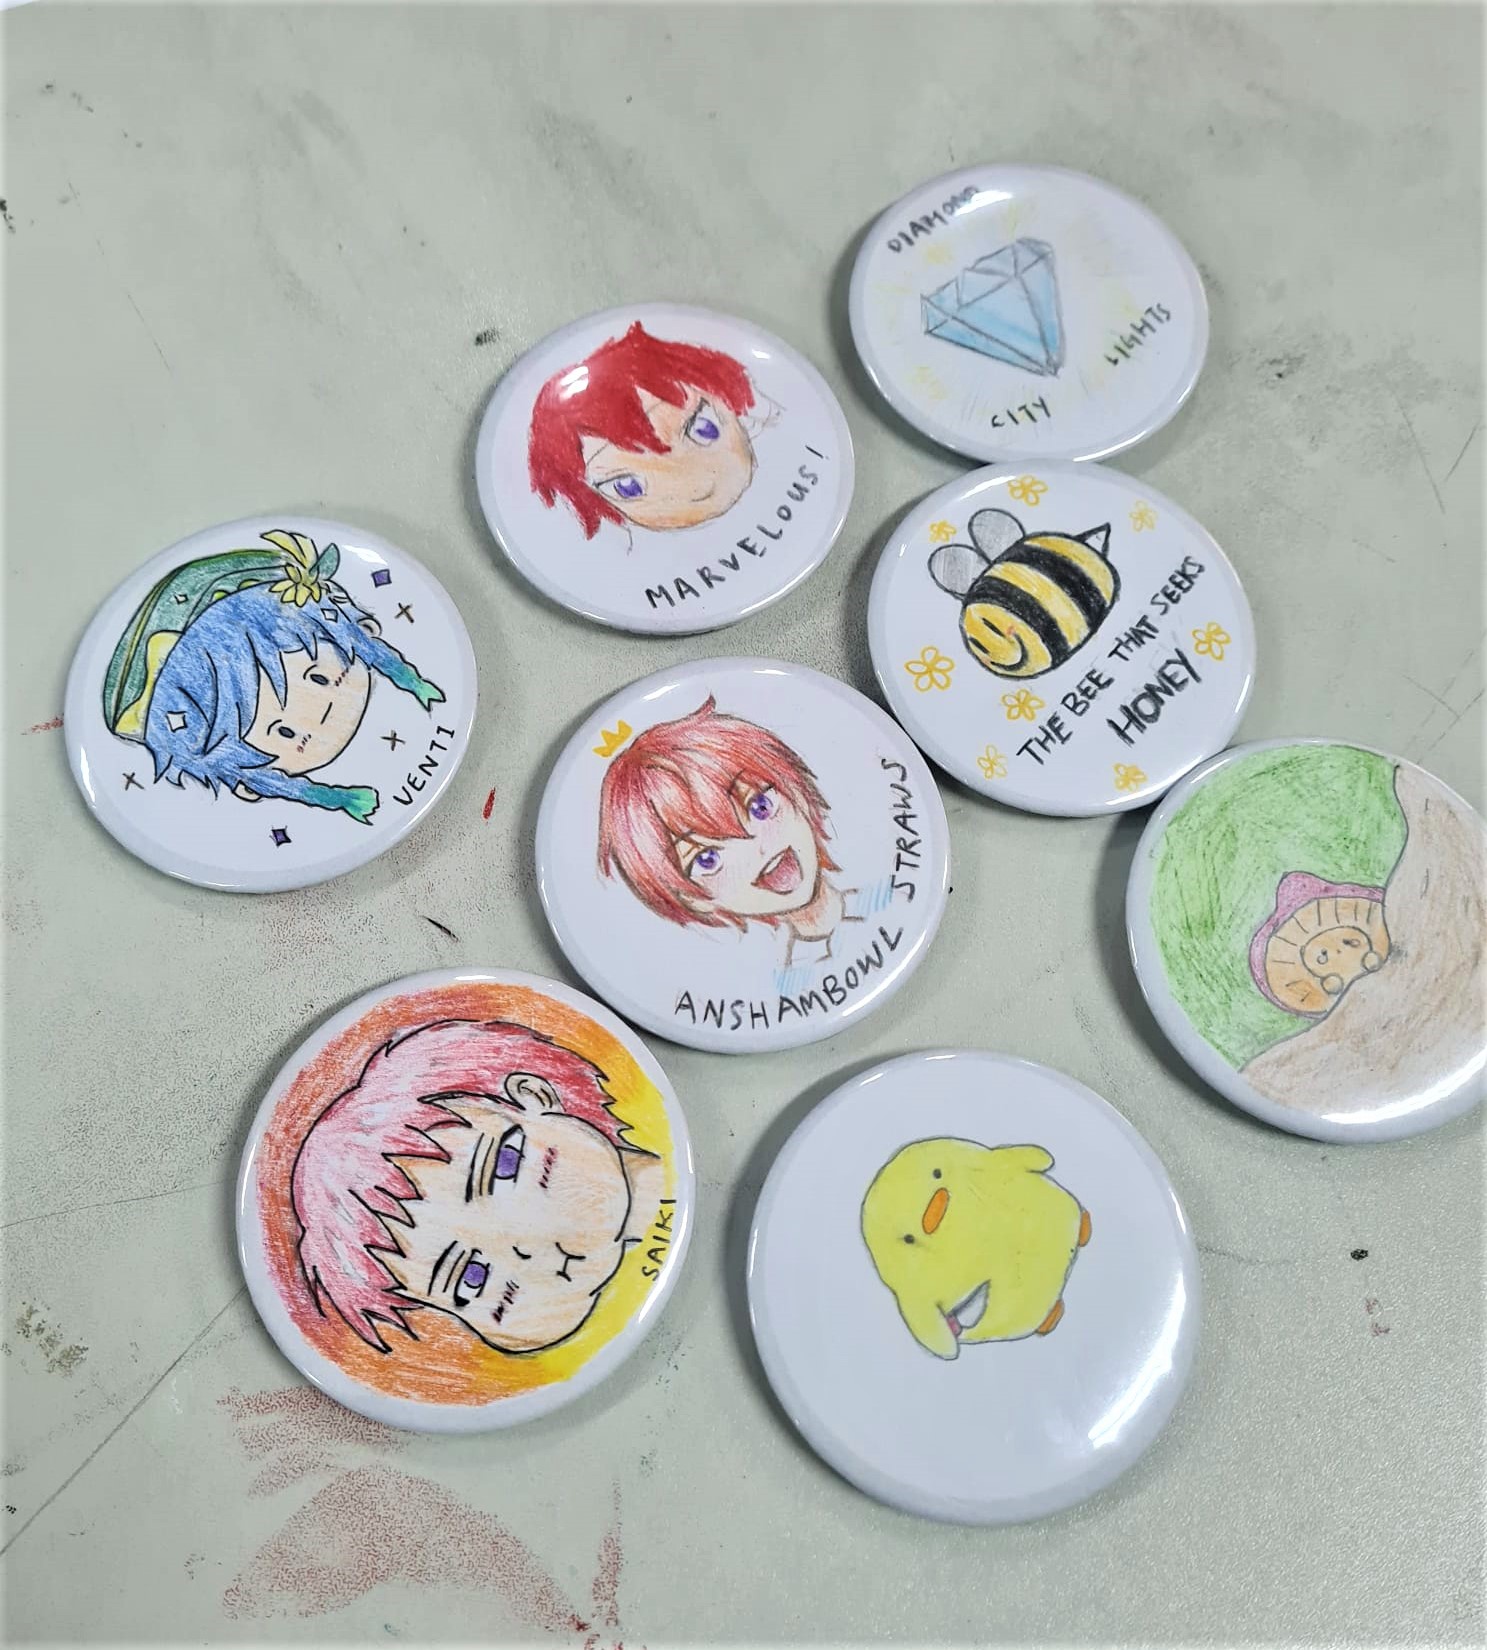 DIAMOND
LIGHTS
CITY
MARVELOUS!
THE BEE THAT SEEKS
HONEY
VENTI
ANSHAMBOWL STRAWS
SAIKI